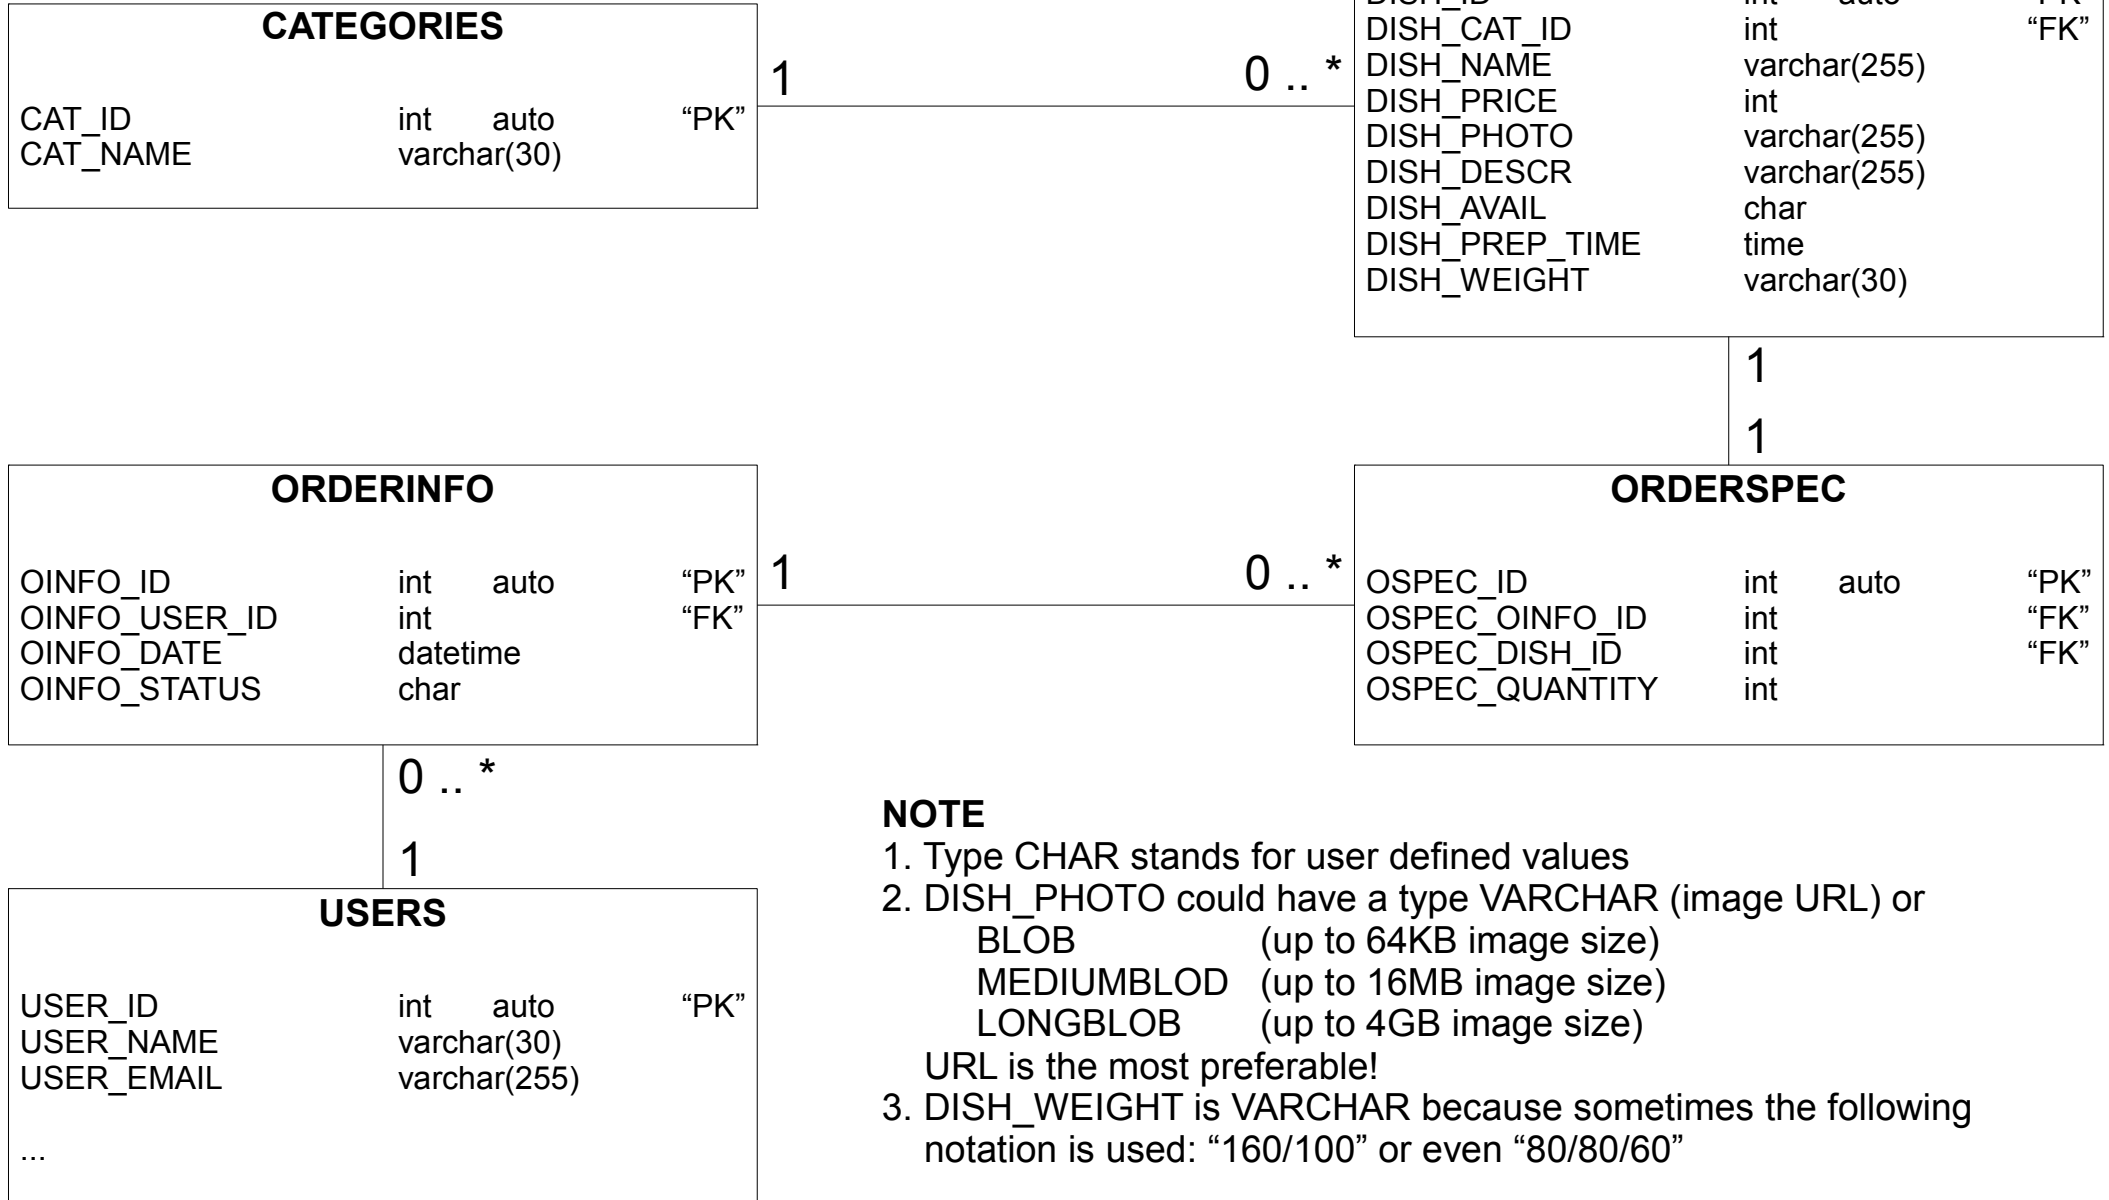 CATEGORIES
CAT_ID int auto “PK”
CAT_NAME varchar(30)
1 0 .. *
DISH_ID int auto “PK”
DISH_CAT_ID int “FK”
DISH_NAME varchar(255)
DISH_PRICE int
DISH_PHOTO varchar(255)
DISH_DESCR varchar(255)
DISH_AVAIL char
DISH_PREP_TIME time
DISH_WEIGHT varchar(30)
1
1
ORDERINFO
OINFO_ID int auto “PK”
OINFO_USER_ID int “FK”
OINFO_DATE datetime
OINFO_STATUS char
1 0 .. *
ORDERSPEC
OSPEC_ID int auto “PK”
OSPEC_OINFO_ID int “FK”
OSPEC_DISH_ID int “FK”
OSPEC_QUANTITY int
0 .. *
1
USERS
USER_ID int auto “PK”
USER_NAME varchar(30)
USER_EMAIL varchar(255)
...
NOTE
1. Type CHAR stands for user defined values
2. DISH_PHOTO could have a type VARCHAR (image URL) or
BLOB (up to 64KB image size)
MEDIUMBLOD (up to 16MB image size)
LONGBLOB (up to 4GB image size)
URL is the most preferable!
3. DISH_WEIGHT is VARCHAR because sometimes the following
notation is used: “160/100” or even “80/80/60”